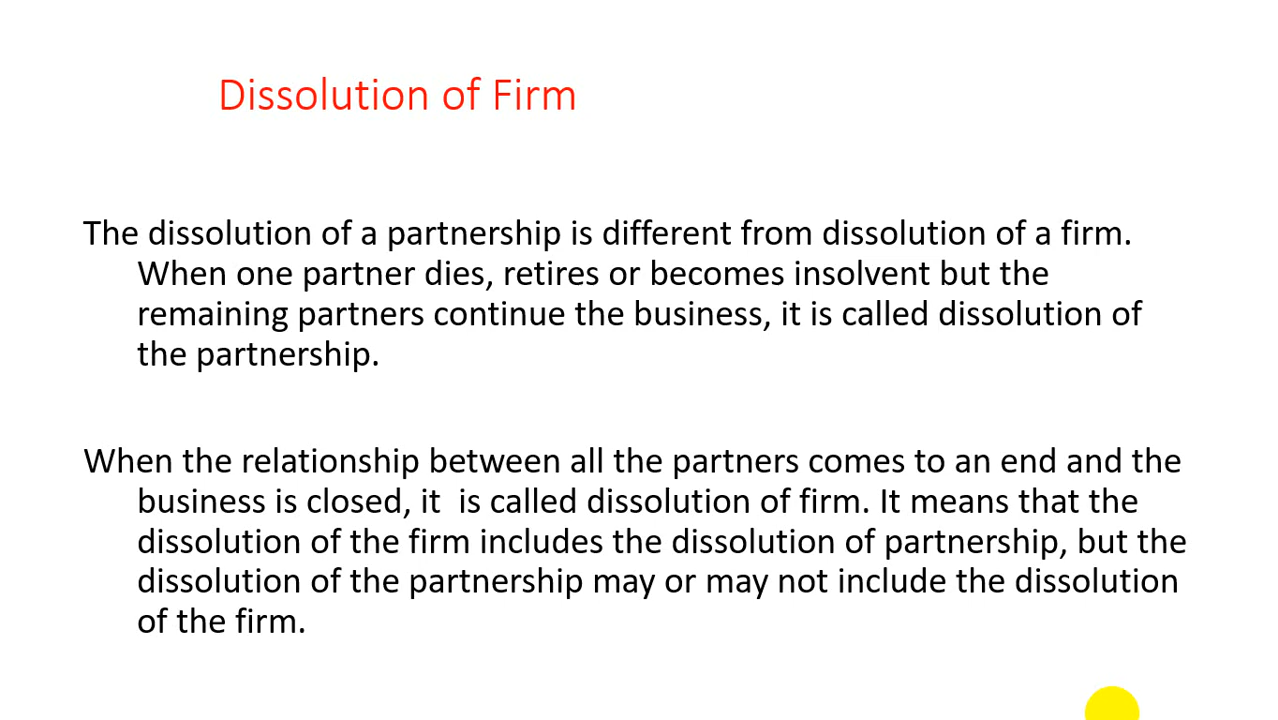 Dissolution of Firm
The dissolution of a partnership is different from dissolution of a firm.
When one partner dies, retires or becomes insolvent but the
remaining partners continue the business, it is called dissolution of
the partnership.
When the relationship between all the partners comes to an end and the
business is closed, it  is called dissolution of firm. It means that the
dissolution of the firm includes the dissolution of partnership, but the
dissolution of the partnership may or may not include the dissolution
of the firm.